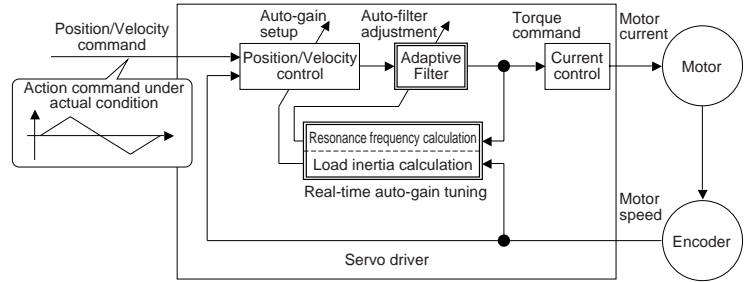 Position/Velocity
command
Action command under
actual condition
Auto-gain
setup
Auto-filter
adjustment
Torque
command
Motor
current
Position/Velocity
control
Adaptive
Filter
Current
control
Motor
Resonance frequency calculation
Load inertia calculation
Real-time auto-gain tuning
Motor
speed
Encoder
Servo driver